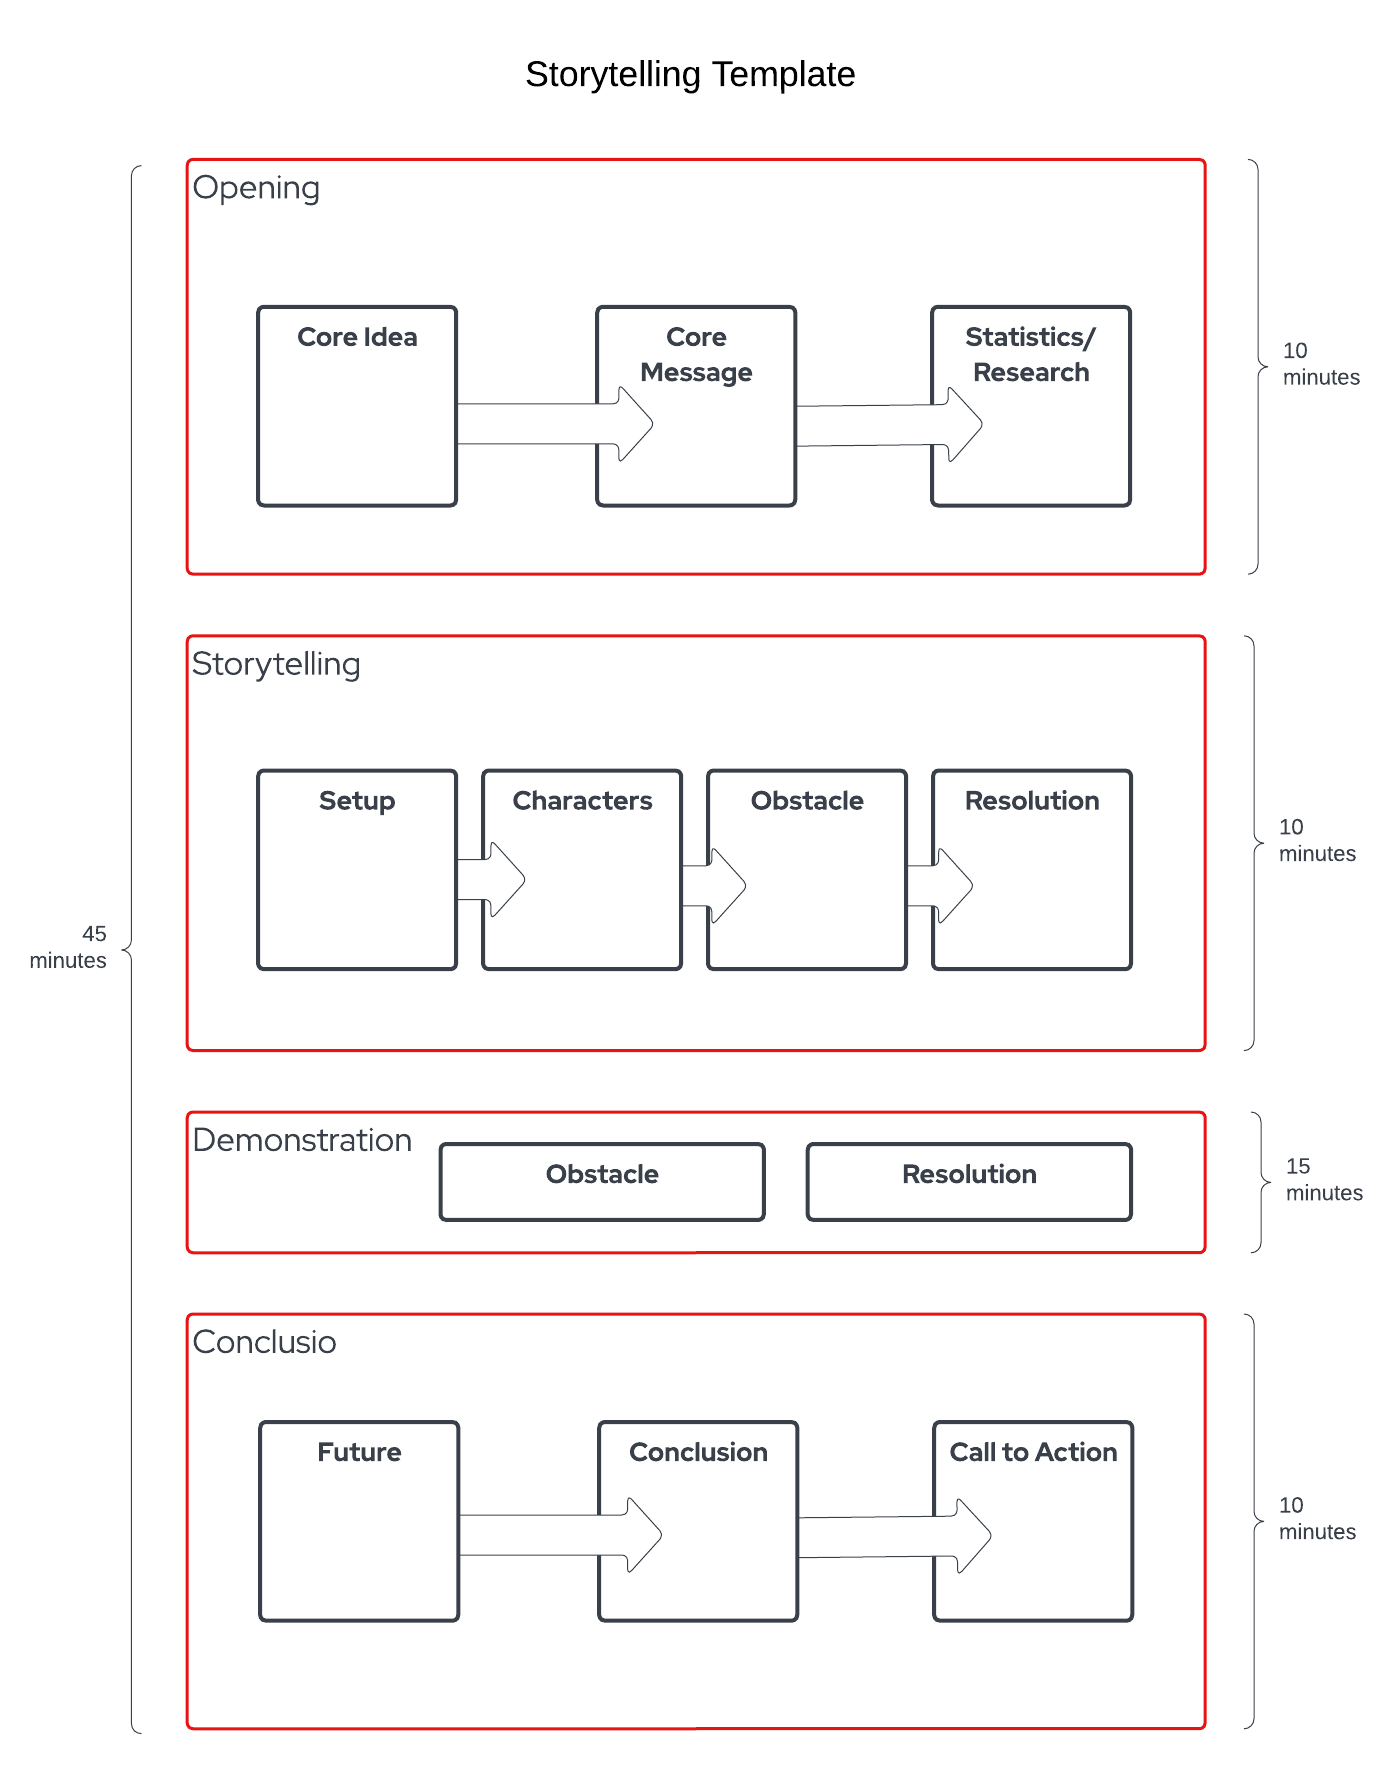 Storytelling Template
Opening
Core Idea
Core
Message
Statistics/
Research
10
minutes
Storytelling
Setup
Characters
Obstacle
Resolution
10
minutes
45
minutes
Demonstration
Obstacle
Resolution
15
minutes
Conclusio
Future
Conclusion
Call to Action
10
minutes